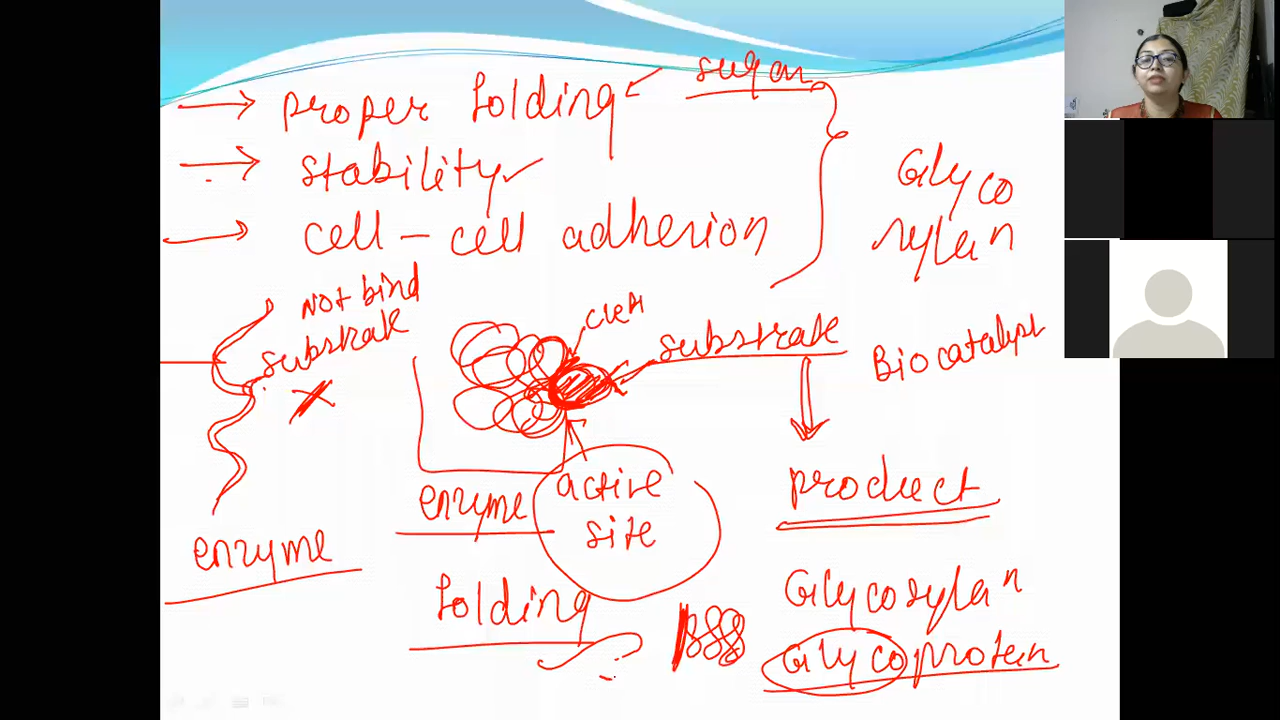 sugar
proper folding
stability
cell - cell adhesion
Glyco
sylan
Not bind
substrate
cleft
substrate
Biocatalyst
product
enzyme
active
site
enzyme
folding
Glycosylan
Glycoprotein